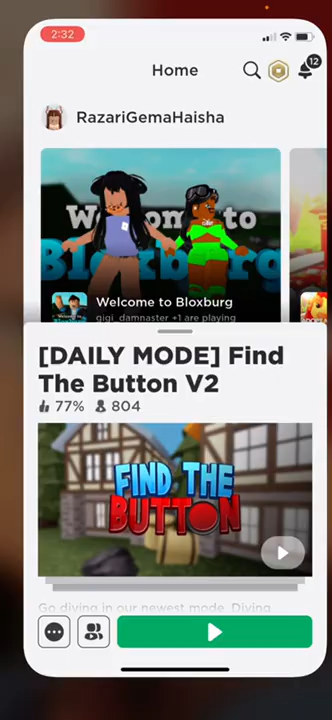 2:32
12
Home
RazariGemaHaisha
Welcome to
Bloxburg
Welcome to Bloxburg
gigi_damnaster +1 are playing
[DAILY MODE] Find
The Button V2
77% 804
FIND THE
BUTTON
Go diving in our newest mode, Diving